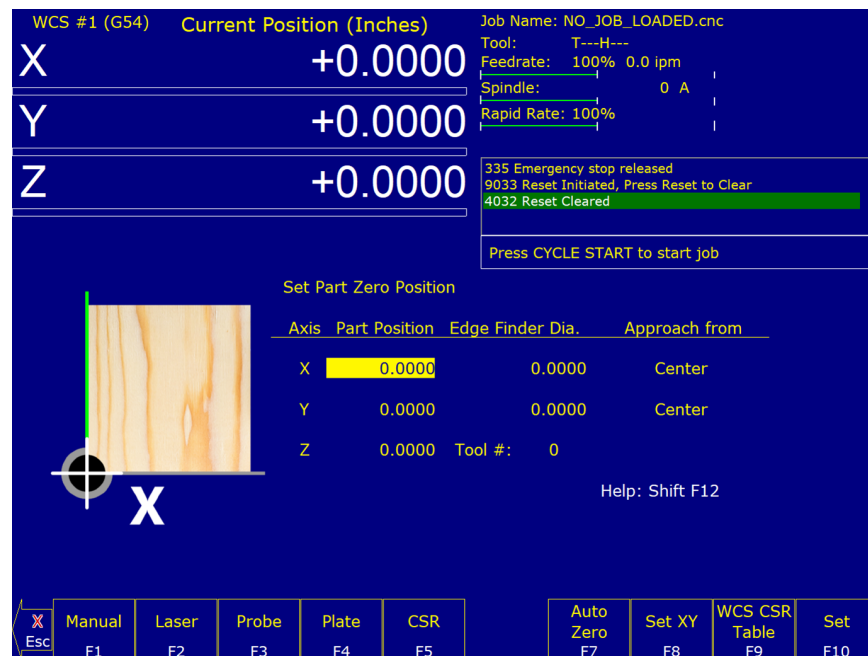 WCS #1 (G54) Current Position (Inches)
X +0.0000
Y +0.0000
Z +0.0000
Job Name: NO_JOB_LOADED.cnc
Tool: T---H---
Feedrate: 100% 0.0 ipm
Spindle: 0 A
Rapid Rate: 100%
335 Emergency stop released
9033 Reset Initiated, Press Reset to Clear
4032 Reset Cleared
Press CYCLE START to start job
Set Part Zero Position
Axis Part Position Edge Finder Dia. Approach from
X 0.0000 0.0000 Center
Y 0.0000 0.0000 Center
Z 0.0000 Tool #: 0
Help: Shift F12
X
X Esc
Manual F1
Laser F2
Probe F3
Plate F4
CSR F5
Auto Zero F7
Set XY F8
WCS CSR Table F9
Set F10